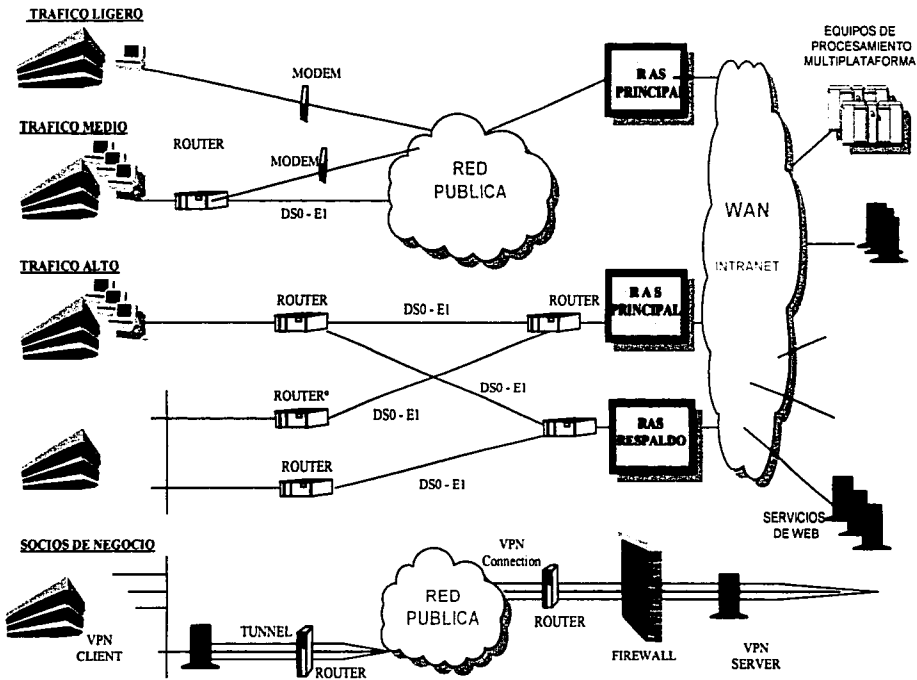 TRAFICO LIGERO
MODEM
RAS
PRINCIPAL
EQUIPOS DE
PROCESAMIENTO
MULTIPLATAFORMA
TRAFICO MEDIO
ROUTER
MODEM
DS0 - E1
RED
PUBLICA
WAN
INTRANET
TRAFICO ALTO
ROUTER
DS0 - E1
ROUTER
RAS
PRINCIPAL
ROUTER*
DS0 - E1
DS0 - E1
RAS
RESPALDO
ROUTER
DS0 - E1
SERVICIOS
DE WEB
SOCIOS DE NEGOCIO
VPN
CLIENT
TUNNEL
ROUTER
RED
PUBLICA
VPN
Connection
ROUTER
FIREWALL
VPN
SERVER